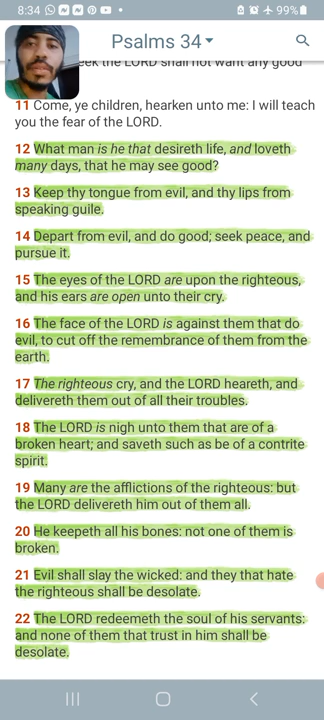 8:34
99%
Psalms 34
eek the LORD shall not want any good
11 Come, ye children, hearken unto me: I will teach
you the fear of the LORD.
12 What man is he that desireth life, and loveth
many days, that he may see good?
13 Keep thy tongue from evil, and thy lips from
speaking guile.
14 Depart from evil, and do good; seek peace, and
pursue it.
15 The eyes of the LORD are upon the righteous,
and his ears are open unto their cry.
16 The face of the LORD is against them that do
evil, to cut off the remembrance of them from the
earth.
17 The righteous cry, and the LORD heareth, and
delivereth them out of all their troubles.
18 The LORD is nigh unto them that are of a
broken heart; and saveth such as be of a contrite
spirit.
19 Many are the afflictions of the righteous: but
the LORD delivereth him out of them all.
20 He keepeth all his bones: not one of them is
broken.
21 Evil shall slay the wicked: and they that hate
the righteous shall be desolate.
22 The LORD redeemeth the soul of his servants:
and none of them that trust in him shall be
desolate.